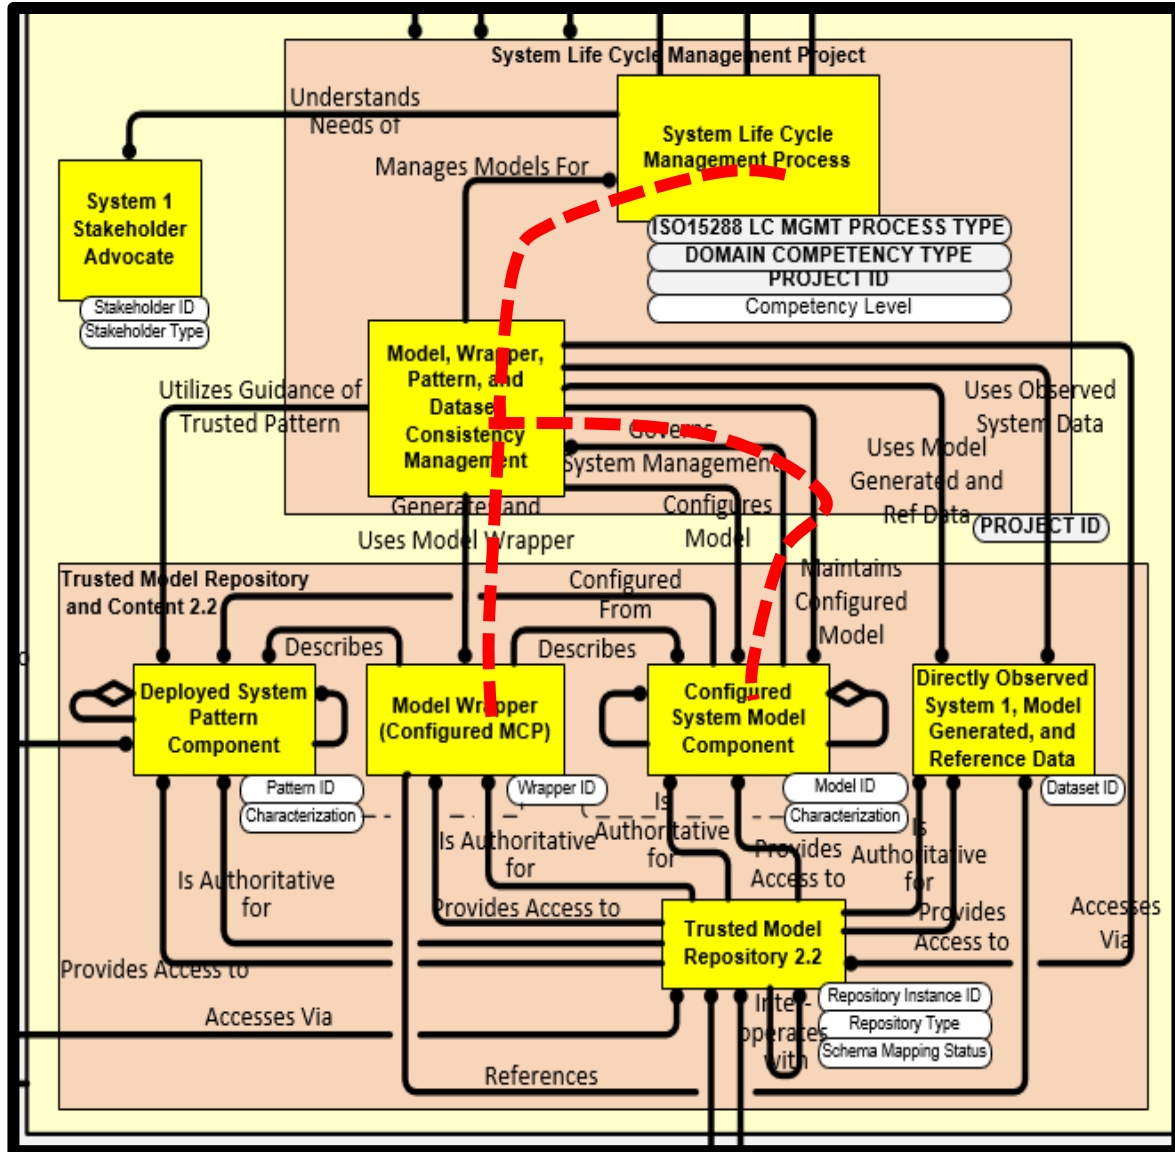 System Life Cycle Management Project
Understands
Needs of
System Life Cycle
Management Process
Manages Models For
System 1
Stakeholder
Advocate
Stakeholder ID
Stakeholder Type
ISO15288 LC MGMT PROCESS TYPE
DOMAIN COMPETENCY TYPE
PROJECT ID
Competency Level
Model, Wrapper,
Pattern, and
Dataset
Consistency
Management
Utilizes Guidance of
Trusted Pattern
Uses Observed
System Data
Governs
System Management
Uses Model
Generated and
Ref Data
Generates and
Uses Model Wrapper
Configures
Model
PROJECT ID
Trusted Model Repository
and Content 2.2
Configured
From
Maintains
Configured
Model
Describes
Describes
Deployed System
Pattern
Component
Model Wrapper
(Configured MCP)
Configured
System Model
Component
Directly Observed
System 1, Model
Generated, and
Reference Data
Pattern ID
Characterization
Wrapper ID
Model ID
Characterization
Dataset ID
Is Authoritative
for
Is Authoritative
for
Is
Authoritative
for
Provides
Access to
Is
Authoritative
for
Provides Access to
Provides Access to
Provides
Access to
Accesses
Via
Trusted Model
Repository 2.2
Repository Instance ID
Repository Type
Schema Mapping Status
Accesses Via
Inter-
operates
with
References